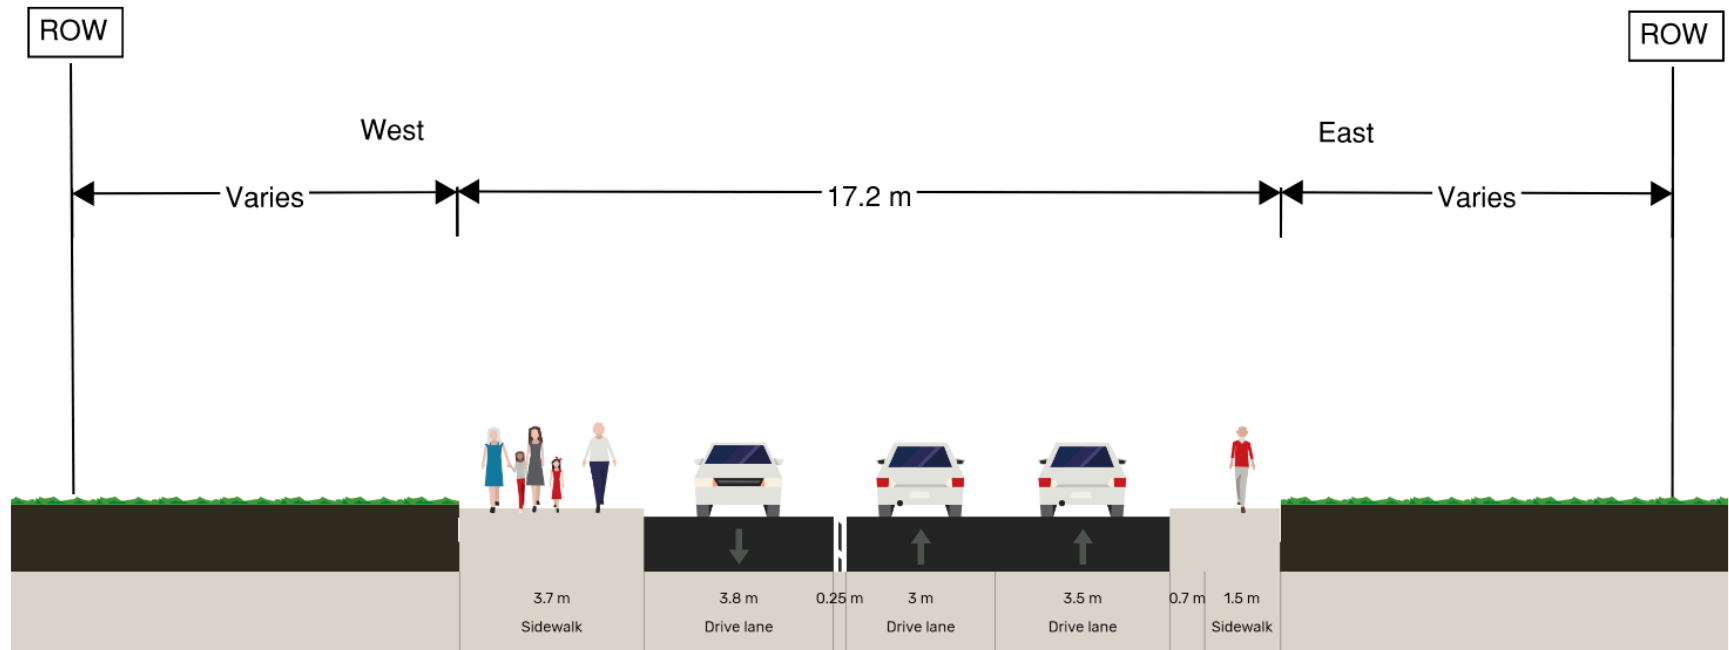 ROW
ROW
West
East
Varies
17.2 m
Varies
3.7 m
3.8 m
0.25 m
3 m
3.5 m
0.7 m
1.5 m
Sidewalk
Drive lane
Drive lane
Drive lane
Sidewalk